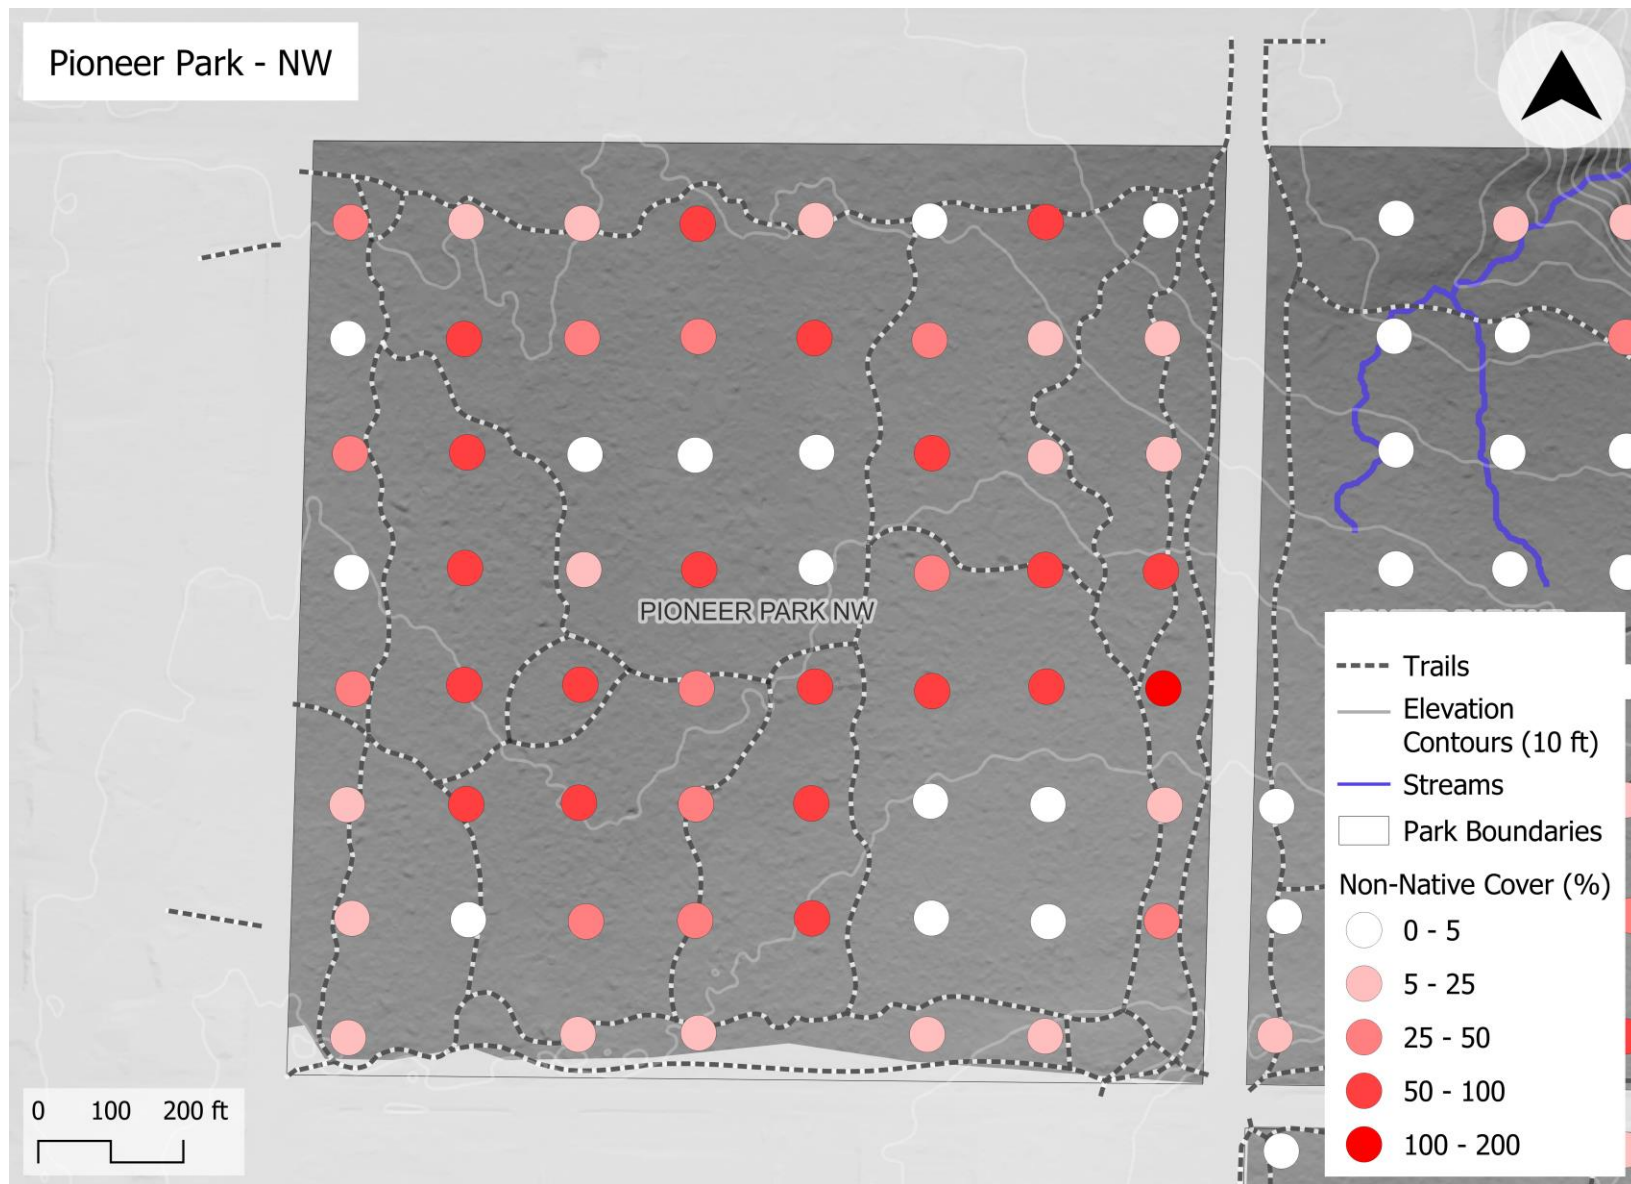 Pioneer Park - NW
PIONEER PARK NW
Trails
Elevation
Contours (10 ft)
Streams
Park Boundaries
Non-Native Cover (%)
0 - 5
5 - 25
25 - 50
50 - 100
100 - 200
0 100 200 ft